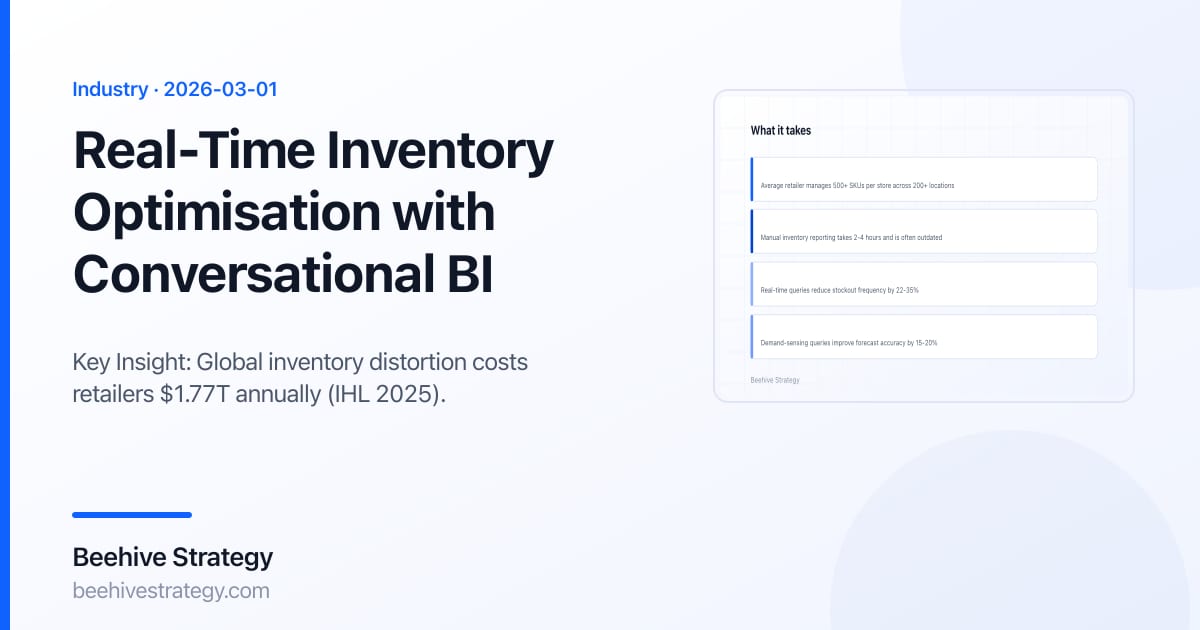 Industry · 2026-03-01
Real-Time Inventory
Optimisation with
Conversational BI
Key Insight: Global inventory distortion costs
retailers $1.77T annually (IHL 2025).
Beehive Strategy
beehivestrategy.com
What it takes
Average retailer manages 500+ SKUs per store across 200+ locations
Manual inventory reporting takes 2-4 hours and is often outdated
Real-time queries reduce stockout frequency by 22-35%
Demand-sensing queries improve forecast accuracy by 15-20%
Beehive Strategy